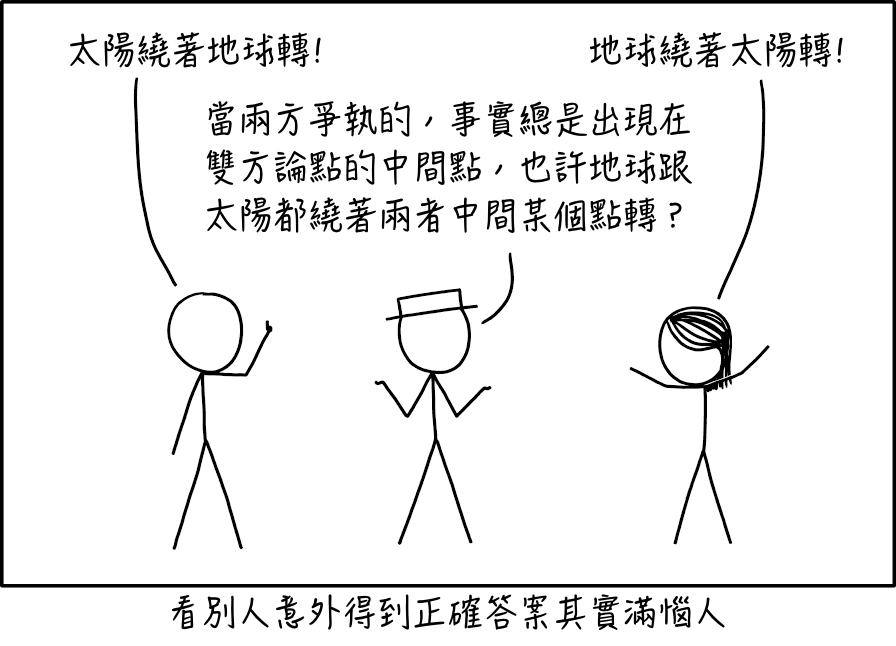 太陽繞著地球轉!
地球繞著太陽轉!
當兩方爭執的，事實總是出現在
雙方論點的中間點，也許地球跟
太陽都繞著兩者中間某個點轉？
看別人意外得到正確答案其實滿惱人